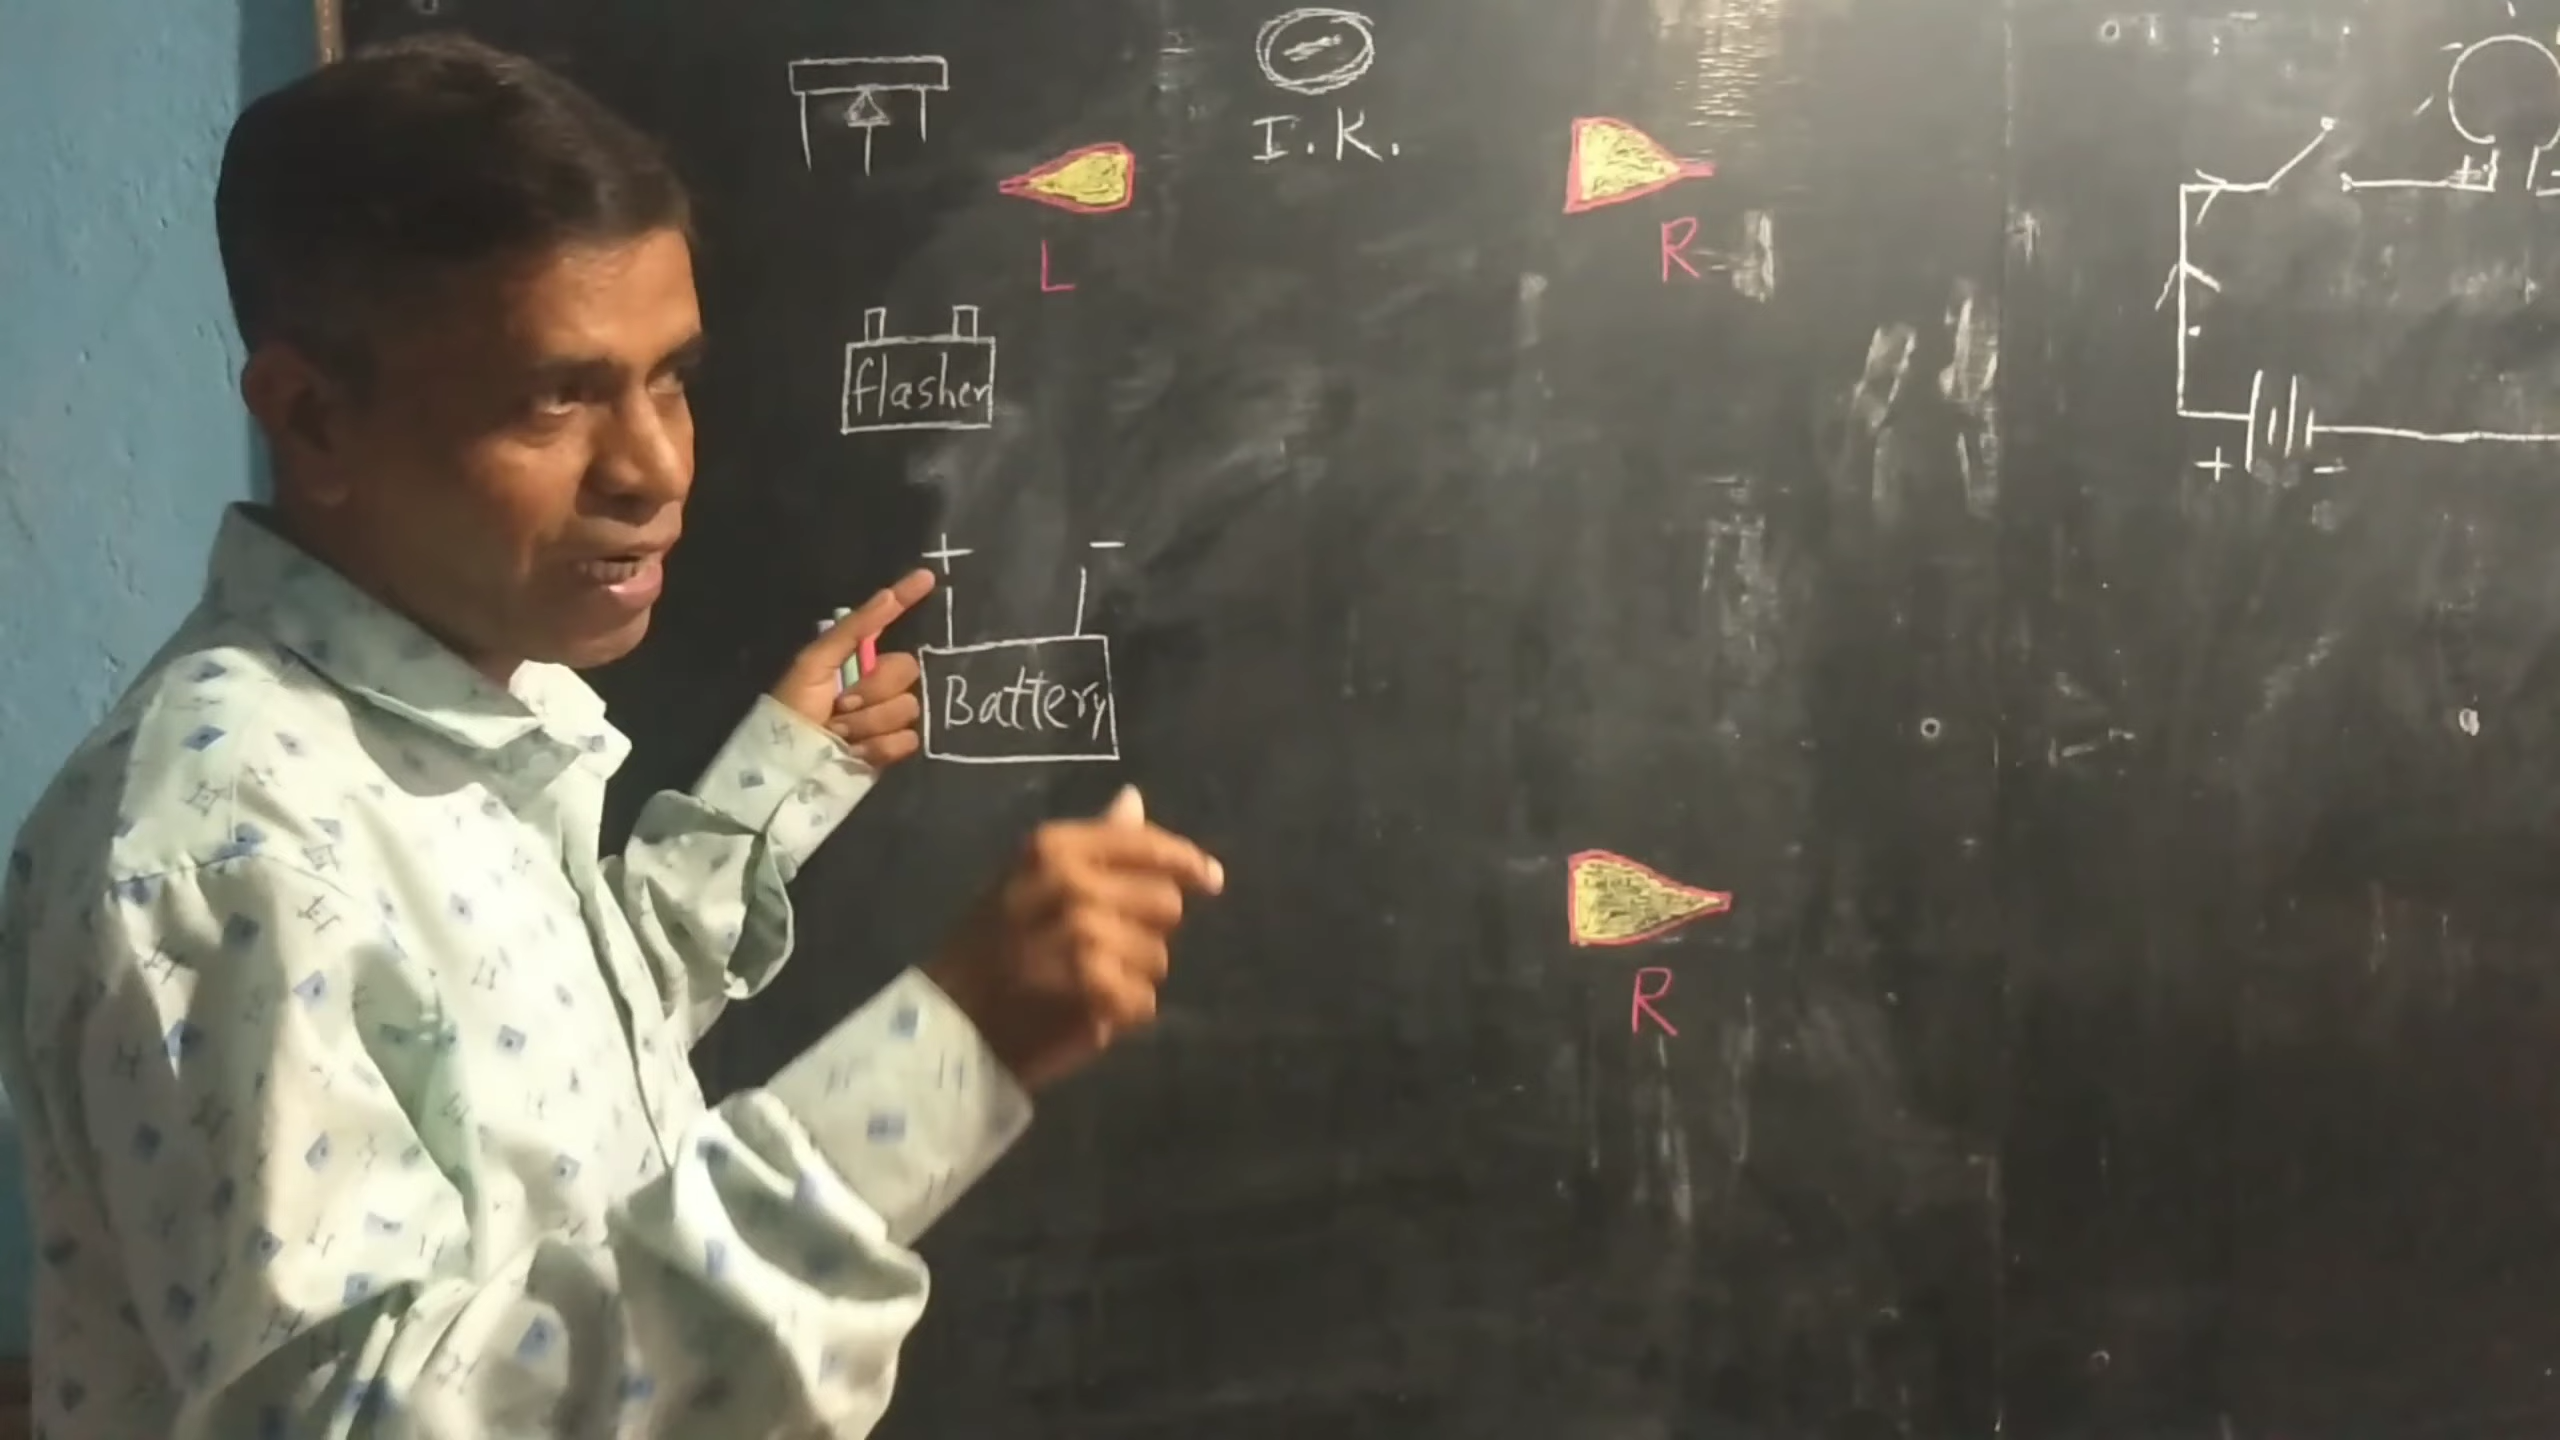 I.K.
L
R
flasher
+ -
Battery
+ -
R